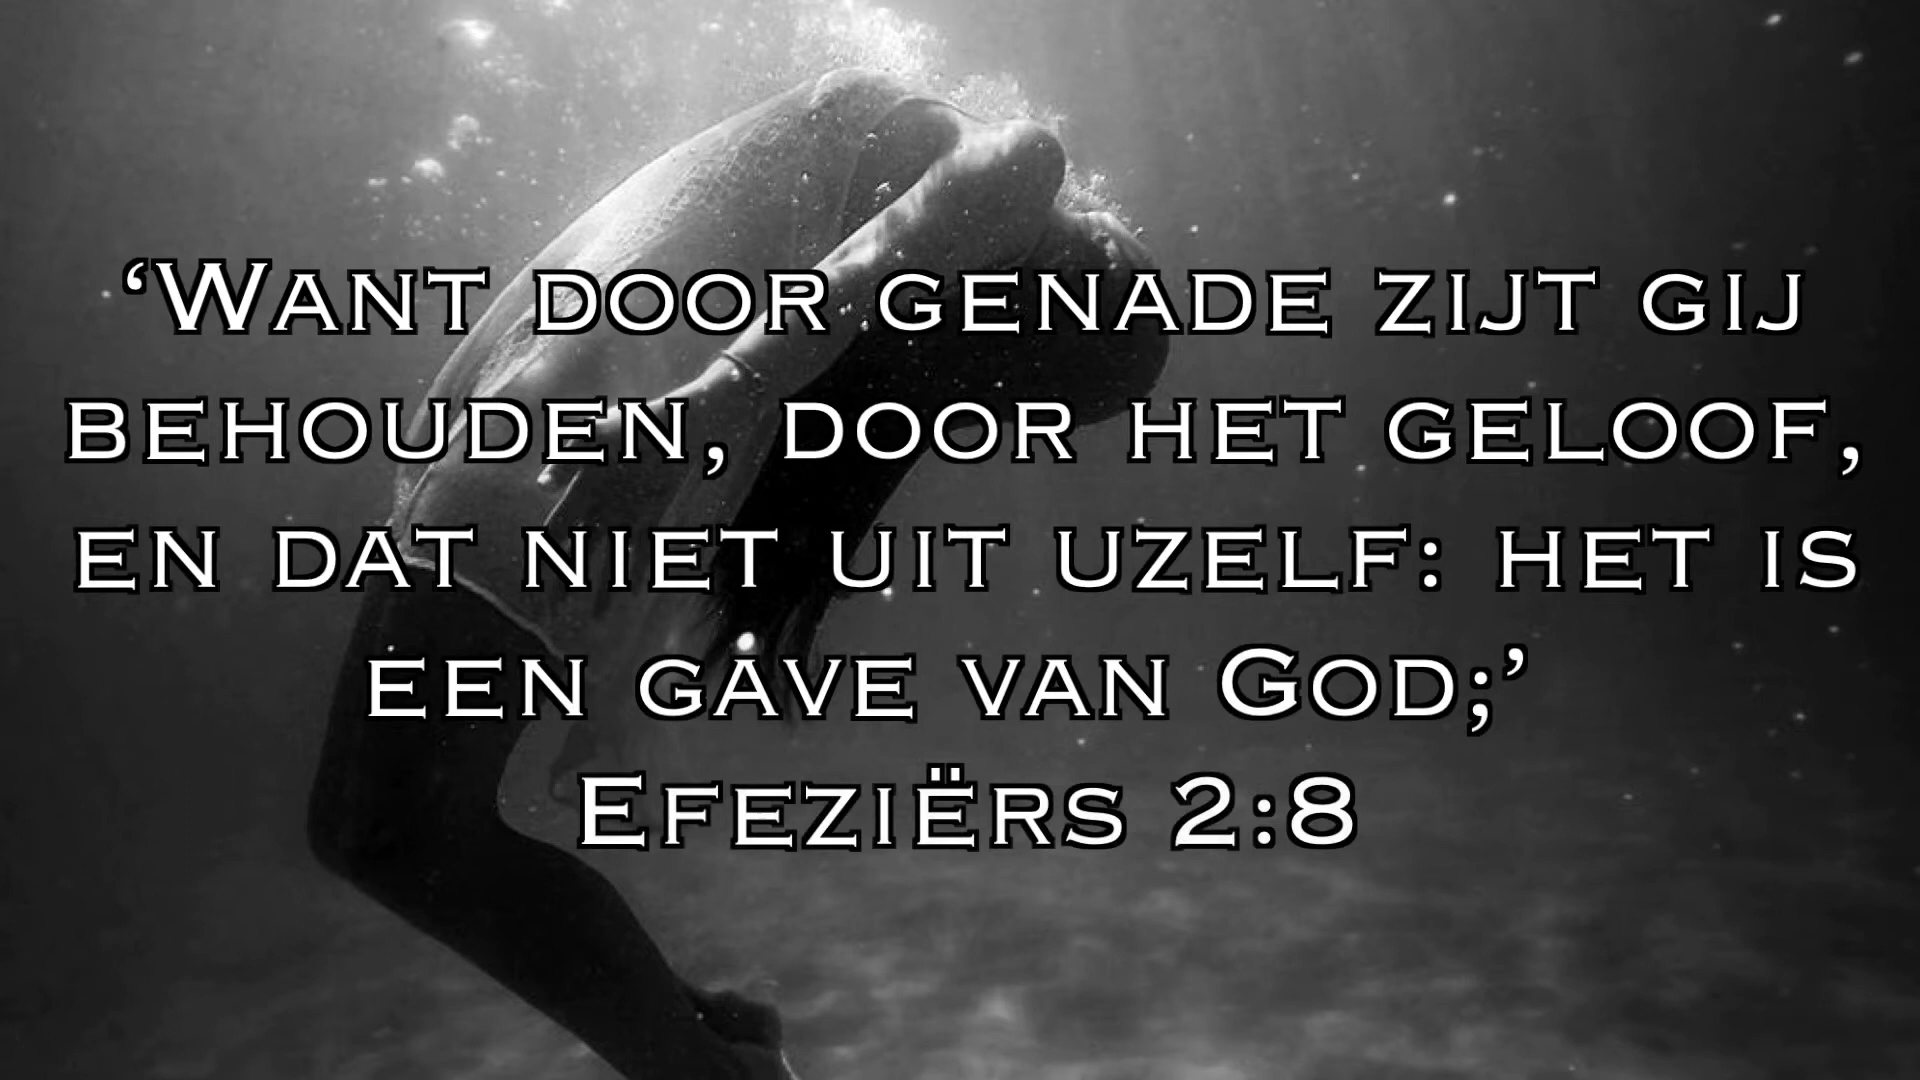 ‘Want door genade zijt gij
behouden, door het geloof,
en dat niet uit uzelf: het is
een gave van God;’
Efeziërs 2:8